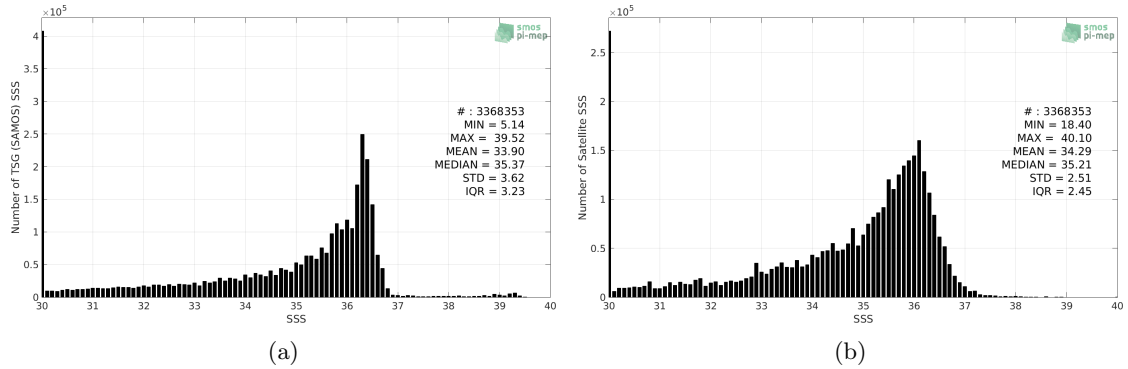 ×10⁵
smos
pi-mep
Number of TSG (SAMOS) SSS
4
3.5
3
2.5
2
1.5
1
0.5
0
# : 3368353
MIN = 5.14
MAX = 39.52
MEAN = 33.90
MEDIAN = 35.37
STD = 3.62
IQR = 3.23
30 31 32 33 34 35 36 37 38 39 40
SSS
(a)
×10⁵
smos
pi-mep
Number of Satellite SSS
2.5
2
1.5
1
0.5
0
# : 3368353
MIN = 18.40
MAX = 40.10
MEAN = 34.29
MEDIAN = 35.21
STD = 2.51
IQR = 2.45
30 31 32 33 34 35 36 37 38 39 40
SSS
(b)